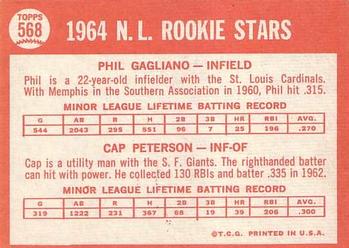 TOPPS
568
1964 N. L. ROOKIE STARS
PHIL GAGLIANO — INFIELD
Phil is a 22-year-old infielder with the St. Louis Cardinals.
With Memphis in the Southern Association in 1960, Phil hit .315.
MINOR LEAGUE LIFETIME BATTING RECORD
G AB R H 2B 3B HR RBI AVG.
544 2043 295 551 96 7 25 196 .270
CAP PETERSON — INF-OF
Cap is a utility man with the S. F. Giants. The righthanded batter
can hit with power. He collected 130 RBIs and batter .335 in 1962.
MINOR LEAGUE LIFETIME BATTING RECORD
G AB R H 2B 3B HR RBI AVG.
319 1222 231 367 68 19 39 230 .300
©T.C.G. PRINTED IN U.S.A.